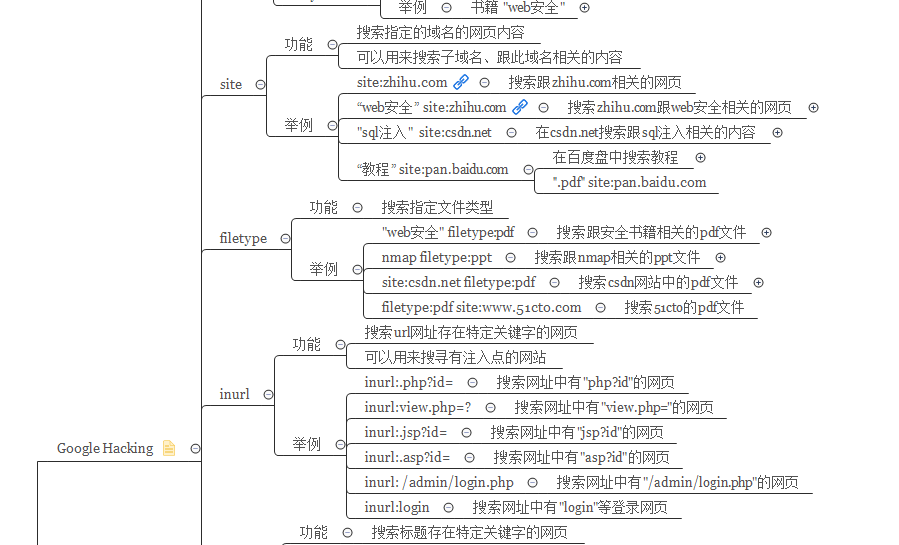 举例 书籍 "web安全"
site
功能
搜索指定的域名的网页内容
可以用来搜索子域名、跟此域名相关的内容
举例
site:zhihu.com 搜索跟zhihu.com相关的网页
“web安全” site:zhihu.com 搜索zhihu.com跟web安全相关的网页
"sql注入" site:csdn.net 在csdn.net搜索跟sql注入相关的内容
“教程” site:pan.baidu.com
在百度盘中搜索教程
".pdf" site:pan.baidu.com
filetype
功能 搜索指定文件类型
举例
"web安全" filetype:pdf 搜索跟安全书籍相关的pdf文件
nmap filetype:ppt 搜索跟nmap相关的ppt文件
site:csdn.net filetype:pdf 搜索csdn网站中的pdf文件
filetype:pdf site:www.51cto.com 搜索51cto的pdf文件
inurl
功能
搜索url网址存在特定关键字的网页
可以用来搜寻有注入点的网站
举例
inurl:.php?id= 搜索网址中有"php?id"的网页
inurl:view.php=? 搜索网址中有"view.php="的网页
inurl:.jsp?id= 搜索网址中有"jsp?id"的网页
inurl:.asp?id= 搜索网址中有"asp?id"的网页
inurl: /admin/login.php 搜索网址中有"/admin/login.php"的网页
inurl:login 搜索网址中有"login"等登录网页
Google Hacking
功能 搜索标题存在特定关键字的网页